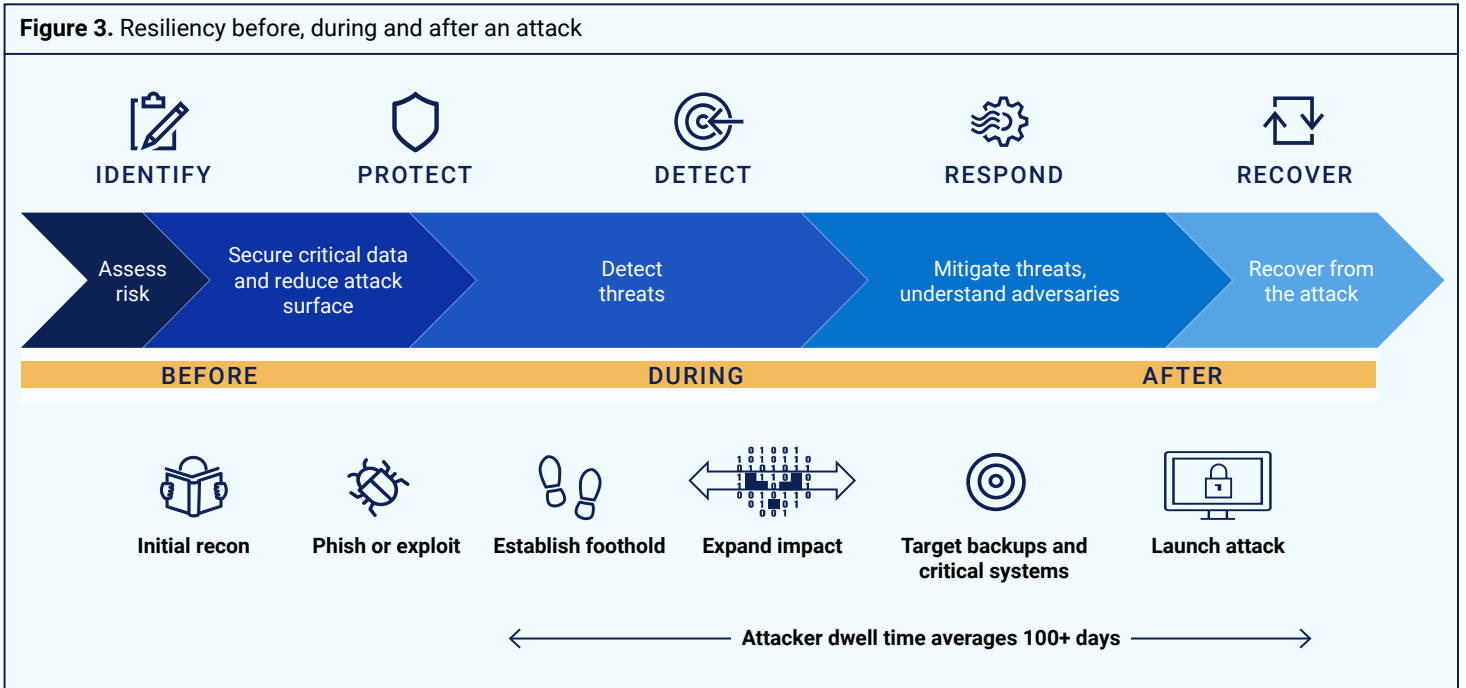 Figure 3. Resiliency before, during and after an attack
IDENTIFY
PROTECT
DETECT
RESPOND
RECOVER
Assess
risk
Secure critical data
and reduce attack
surface
Detect
threats
Mitigate threats,
understand adversaries
Recover from
the attack
BEFORE
DURING
AFTER
Initial recon
Phish or exploit
Establish foothold
Expand impact
Target backups and
critical systems
Launch attack
Attacker dwell time averages 100+ days